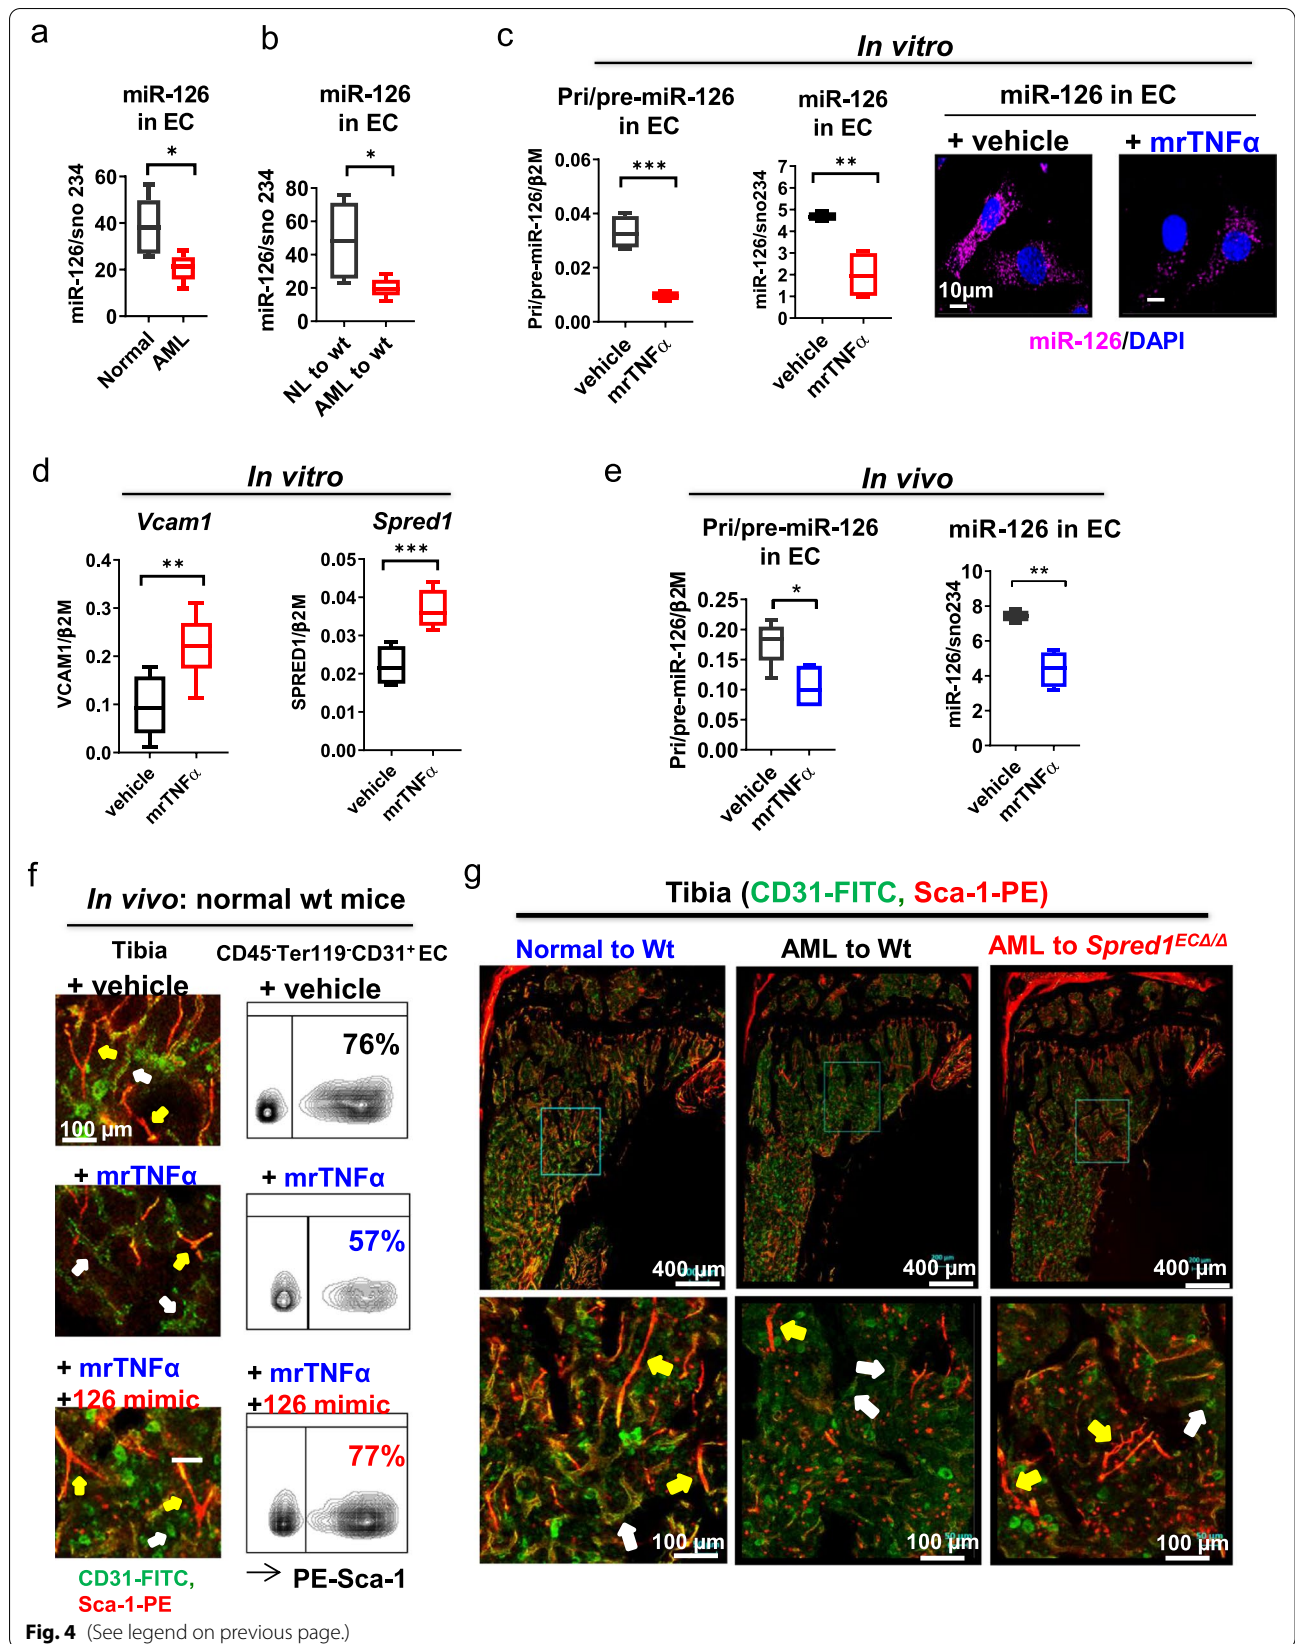 a
miR-126
in EC
*
miR-126/sno 234
60
40
20
0
Normal
AML
b
miR-126
in EC
*
miR-126/sno 234
80
60
40
20
0
NL to wt
AML to wt
c
In vitro
Pri/pre-miR-126
in EC
***
Pri/pre-miR-126/β2M
0.06
0.04
0.02
0.00
vehicle
mrTNFα
miR-126
in EC
**
miR-126/sno234
7
6
5
4
3
2
1
0
vehicle
mrTNFα
miR-126 in EC
+ vehicle
+ mrTNFα
10μm
miR-126/DAPI
d
In vitro
Vcam1
**
VCAM1/β2M
0.4
0.3
0.2
0.1
0.0
vehicle
mrTNFα
Spred1
***
SPRED1/β2M
0.05
0.04
0.03
0.02
0.01
0.00
vehicle
mrTNFα
e
In vivo
Pri/pre-miR-126
in EC
*
Pri/pre-miR-126/β2M
0.25
0.20
0.15
0.10
0.05
0.00
vehicle
mrTNFα
miR-126 in EC
**
miR-126/sno234
10
8
6
4
2
0
vehicle
mrTNFα
f
In vivo: normal wt mice
Tibia
CD45-Ter119-CD31+ EC
+ vehicle
+ vehicle
100 μm
76%
+ mrTNFα
+ mrTNFα
57%
+ mrTNFα
+126 mimic
+ mrTNFα
+126 mimic
77%
CD31-FITC,
Sca-1-PE
→ PE-Sca-1
g
Tibia (CD31-FITC, Sca-1-PE)
Normal to Wt
AML to Wt
AML to Spred1ECΔ/Δ
400 μm
400 μm
400 μm
100 μm
100 μm
100 μm
Fig. 4 (See legend on previous page.)